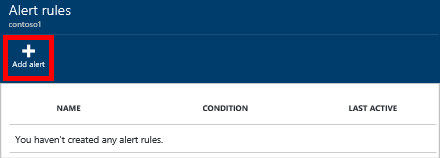 Alert rules
contoso1
Add alert
NAME CONDITION LAST ACTIVE
You haven't created any alert rules.